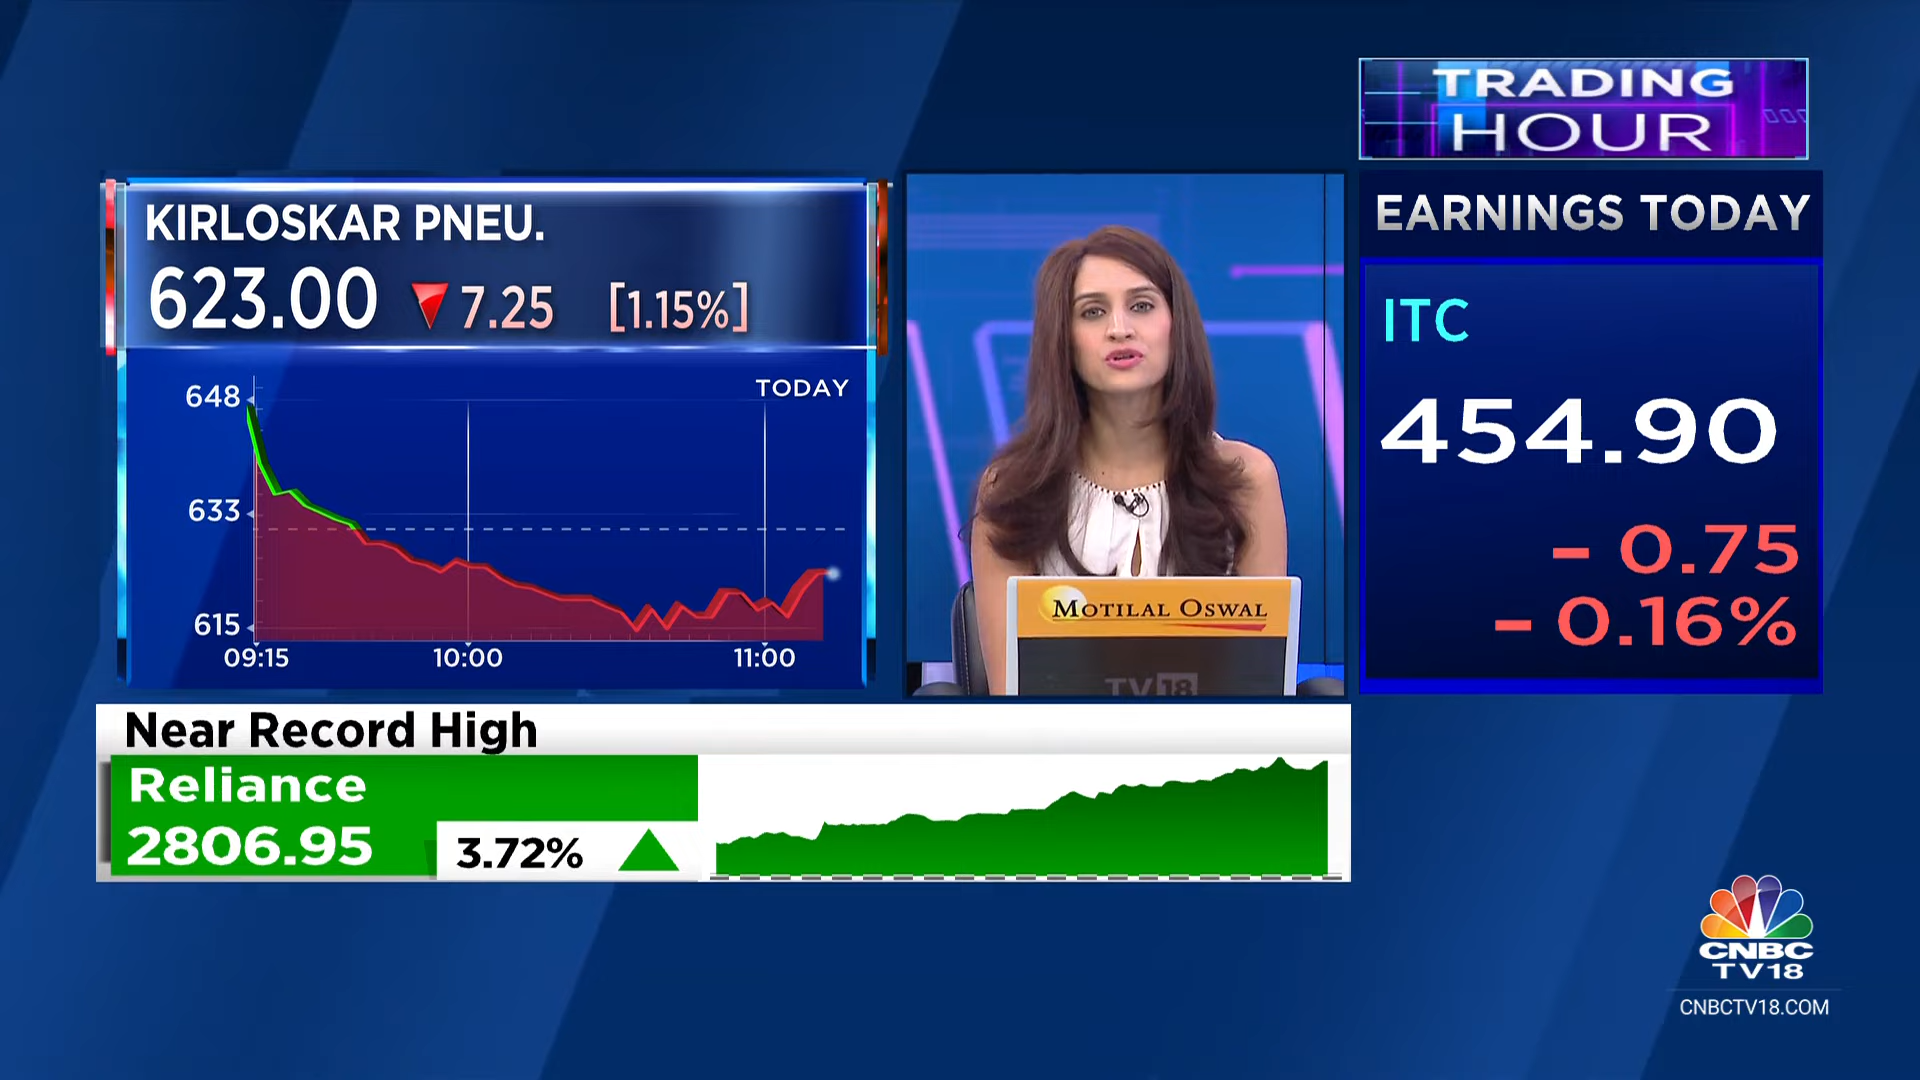 TRADING
HOUR
KIRLOSKAR PNEU.
623.00 ▼ 7.25 [1.15%]
TODAY
648
633
615
09:15 10:00 11:00
MOTILAL OSWAL
TV18
EARNINGS TODAY
ITC
454.90
- 0.75
- 0.16%
Near Record High
Reliance
2806.95
3.72% ▲
CNBC
TV18
CNBCTV18.COM